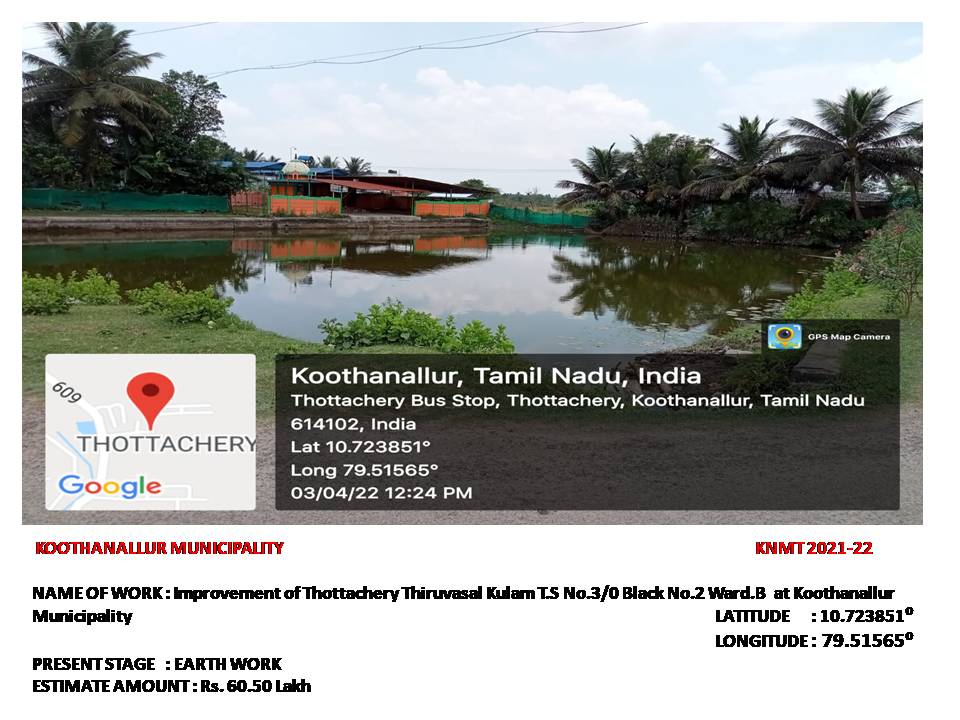 GPS Map Camera
609
THOTTACHERY
Google
Koothanallur, Tamil Nadu, India
Thottachery Bus Stop, Thottachery, Koothanallur, Tamil Nadu
614102, India
Lat 10.723851°
Long 79.51565°
03/04/22 12:24 PM
KOOTHANALLUR MUNICIPALITY KNMT 2021-22
NAME OF WORK : Improvement of Thottachery Thiruvasal Kulam T.S No.3/0 Black No.2 Ward.B at Koothanallur
Municipality LATITUDE : 10.723851⁰
LONGITUDE : 79.51565⁰
PRESENT STAGE : EARTH WORK
ESTIMATE AMOUNT : Rs. 60.50 Lakh